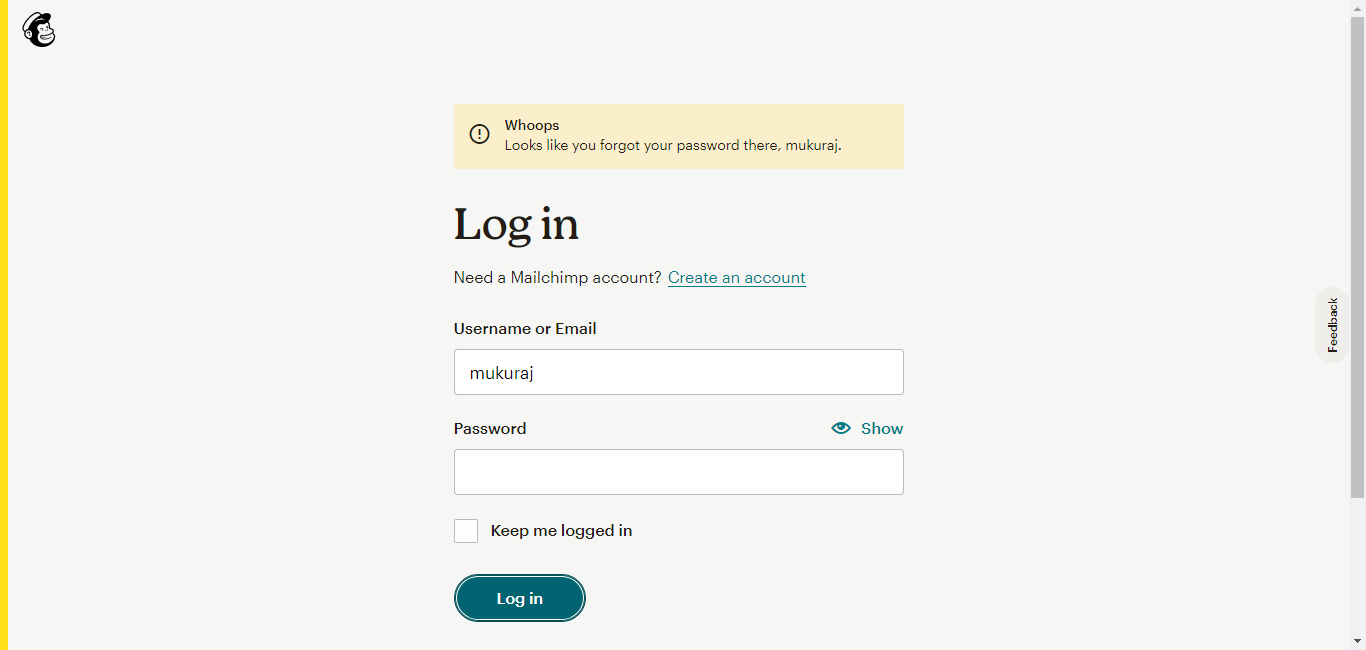 Whoops
Looks like you forgot your password there, mukuraj.
Log in
Need a Mailchimp account? Create an account
Username or Email
mukuraj
Password Show
Keep me logged in
Log in
Feedback